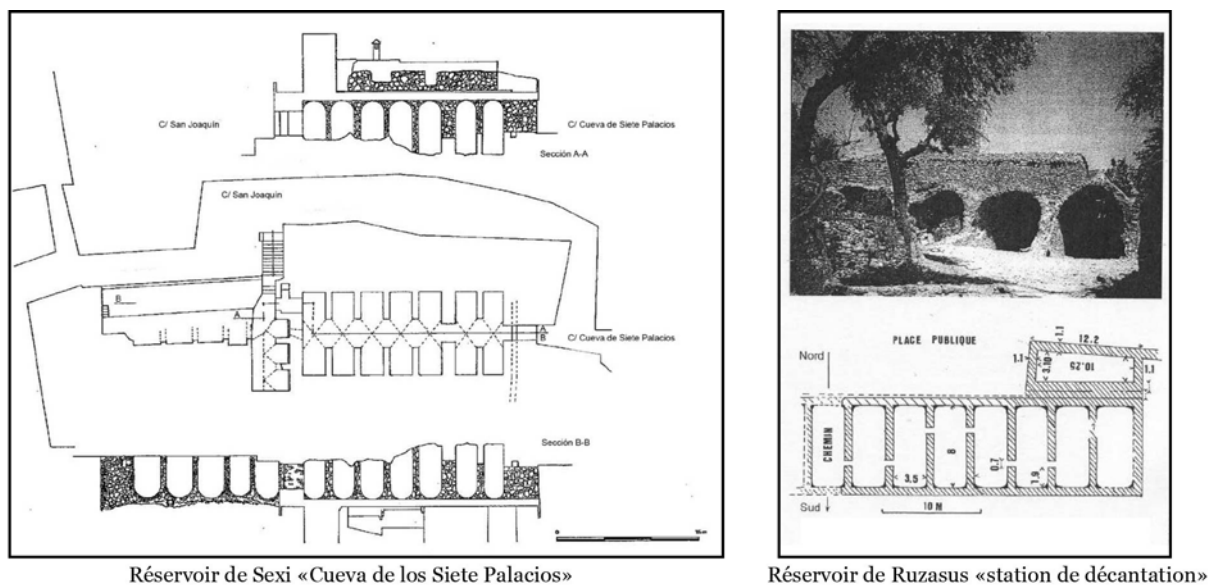 C/ San Joaquín
C/ Cueva de Siete Palacios
Sección A-A
C/ San Joaquín
B
A
A
B
C/ Cueva de Siete Palacios
Sección B-B
0
PLACE PUBLIQUE
Nord
1.1
12.2
1.1
3.10
10.25
1.1
CHEMIN
B
0.7
3.5
1.9
10 M
Sud
Réservoir de Sexi «Cueva de los Siete Palacios»
Réservoir de Ruzasus «station de décantation»